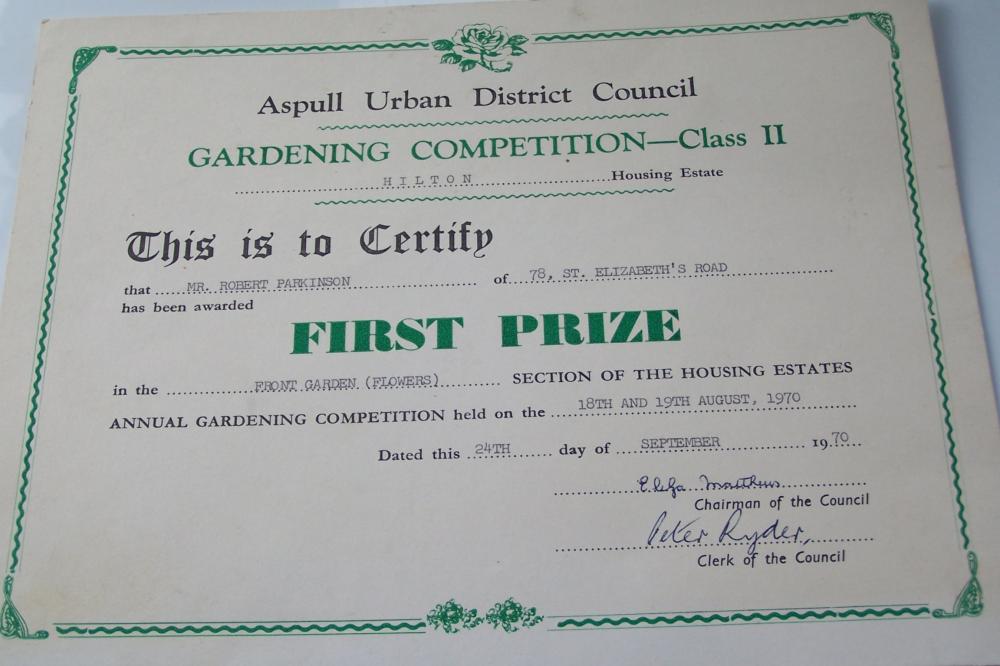 Aspull Urban District Council
GARDENING COMPETITION—Class II
HILTON Housing Estate
This is to Certify
that MR. ROBERT PARKINSON of 78, ST. ELIZABETH'S ROAD
has been awarded
FIRST PRIZE
in the FRONT GARDEN (FLOWERS) SECTION OF THE HOUSING ESTATES
ANNUAL GARDENING COMPETITION held on the 18TH AND 19TH AUGUST, 1970
Dated this 24TH day of SEPTEMBER 1970
Matthews
Chairman of the Council
Peter Ryder,
Clerk of the Council